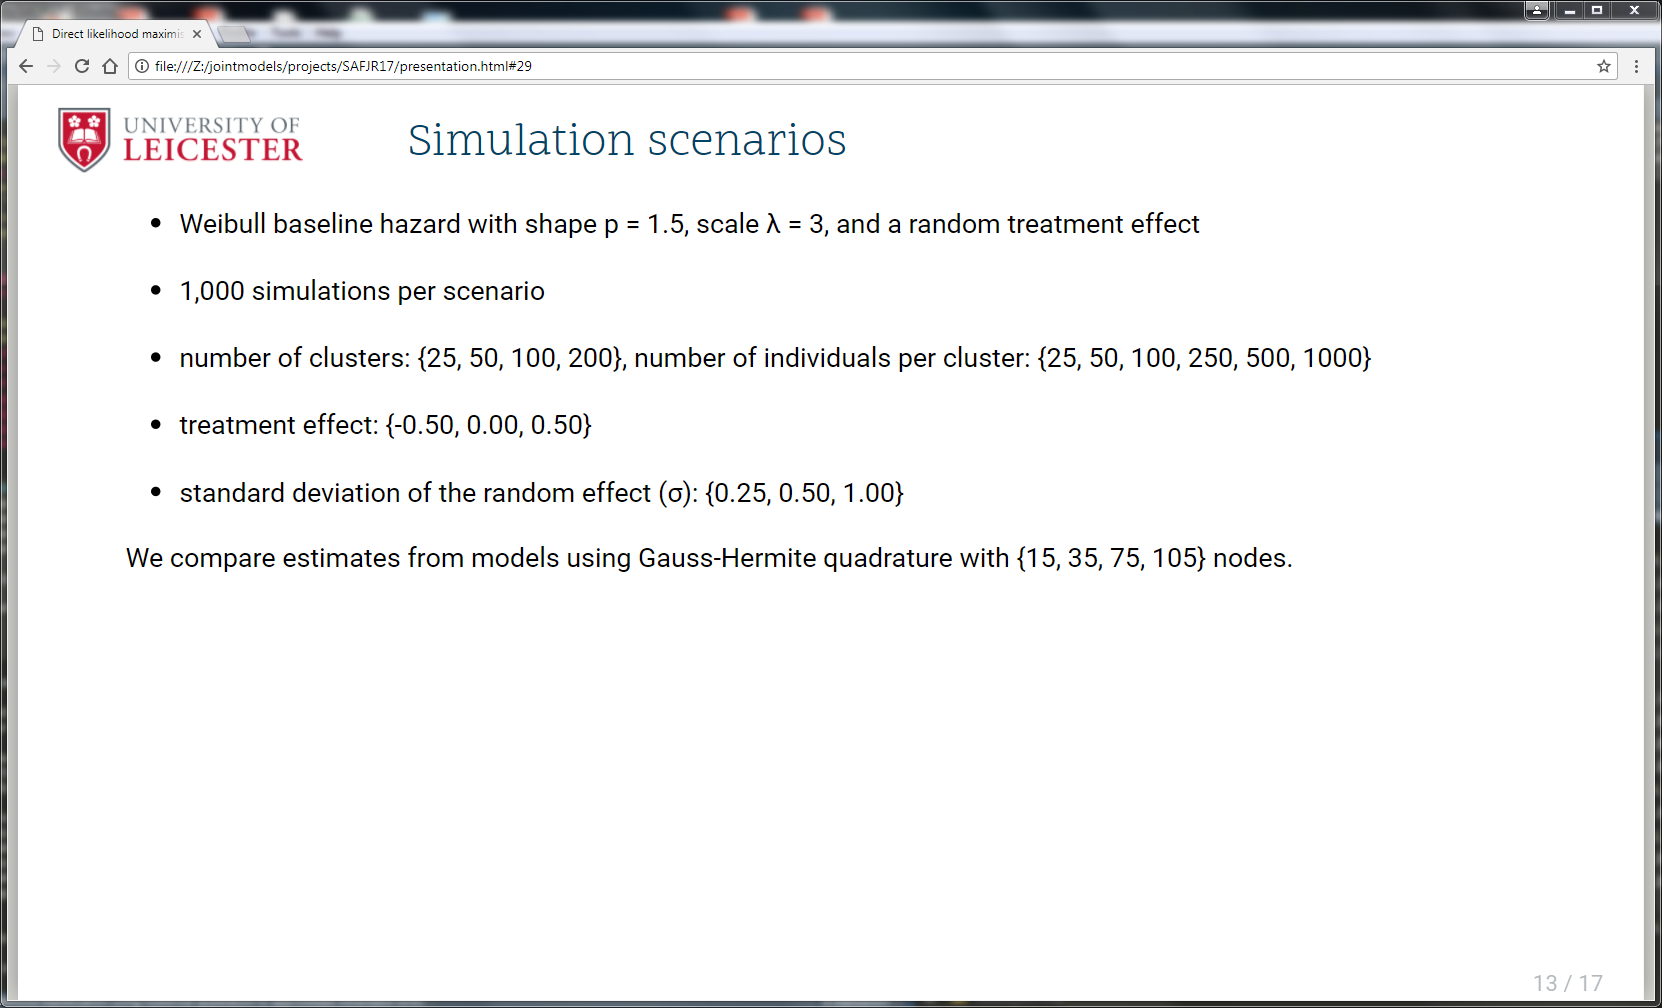 Direct likelihood maximis
file:///Z:/jointmodels/projects/SAFJR17/presentation.html#29
UNIVERSITY OF
LEICESTER
Simulation scenarios
• Weibull baseline hazard with shape p = 1.5, scale λ = 3, and a random treatment effect
• 1,000 simulations per scenario
• number of clusters: {25, 50, 100, 200}, number of individuals per cluster: {25, 50, 100, 250, 500, 1000}
• treatment effect: {-0.50, 0.00, 0.50}
• standard deviation of the random effect (σ): {0.25, 0.50, 1.00}
We compare estimates from models using Gauss-Hermite quadrature with {15, 35, 75, 105} nodes.
13 / 17